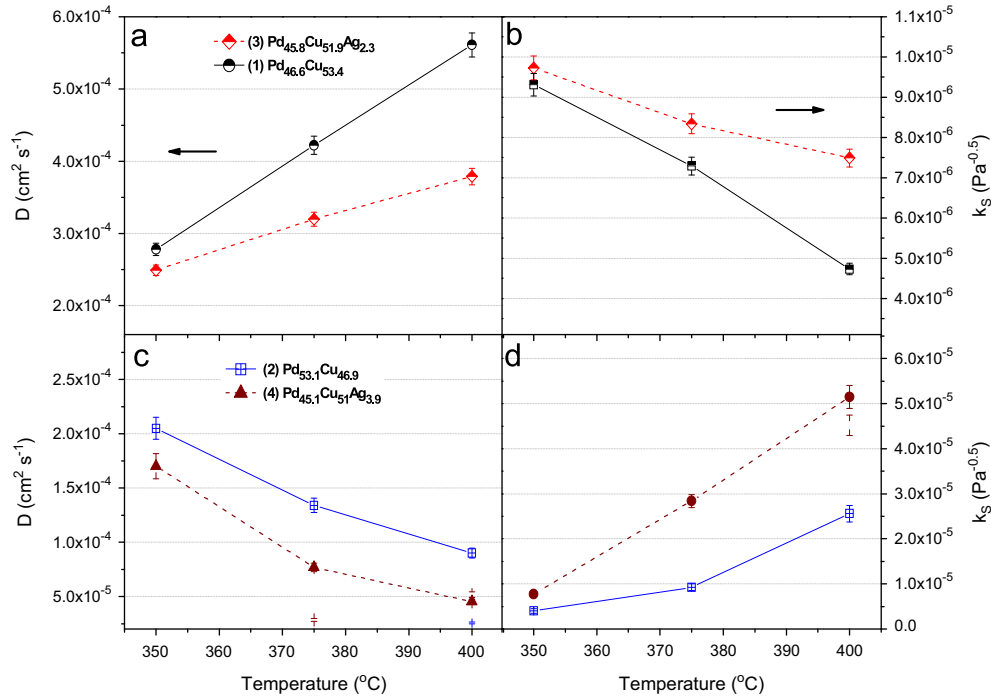 a
(3) Pd45.8Cu51.9Ag2.3
(1) Pd46.6Cu53.4
6.0x10-4
5.0x10-4
4.0x10-4
3.0x10-4
2.0x10-4
D (cm2 s-1)
b
1.1x10-5
1.0x10-5
9.0x10-6
8.0x10-6
7.0x10-6
6.0x10-6
5.0x10-6
4.0x10-6
kS (Pa-0.5)
c
(2) Pd53.1Cu46.9
(4) Pd45.1Cu51Ag3.9
2.5x10-4
2.0x10-4
1.5x10-4
1.0x10-4
5.0x10-5
D (cm2 s-1)
350 360 370 380 390 400
Temperature (oC)
d
6.0x10-5
5.0x10-5
4.0x10-5
3.0x10-5
2.0x10-5
1.0x10-5
0.0
kS (Pa-0.5)
350 360 370 380 390 400
Temperature (oC)